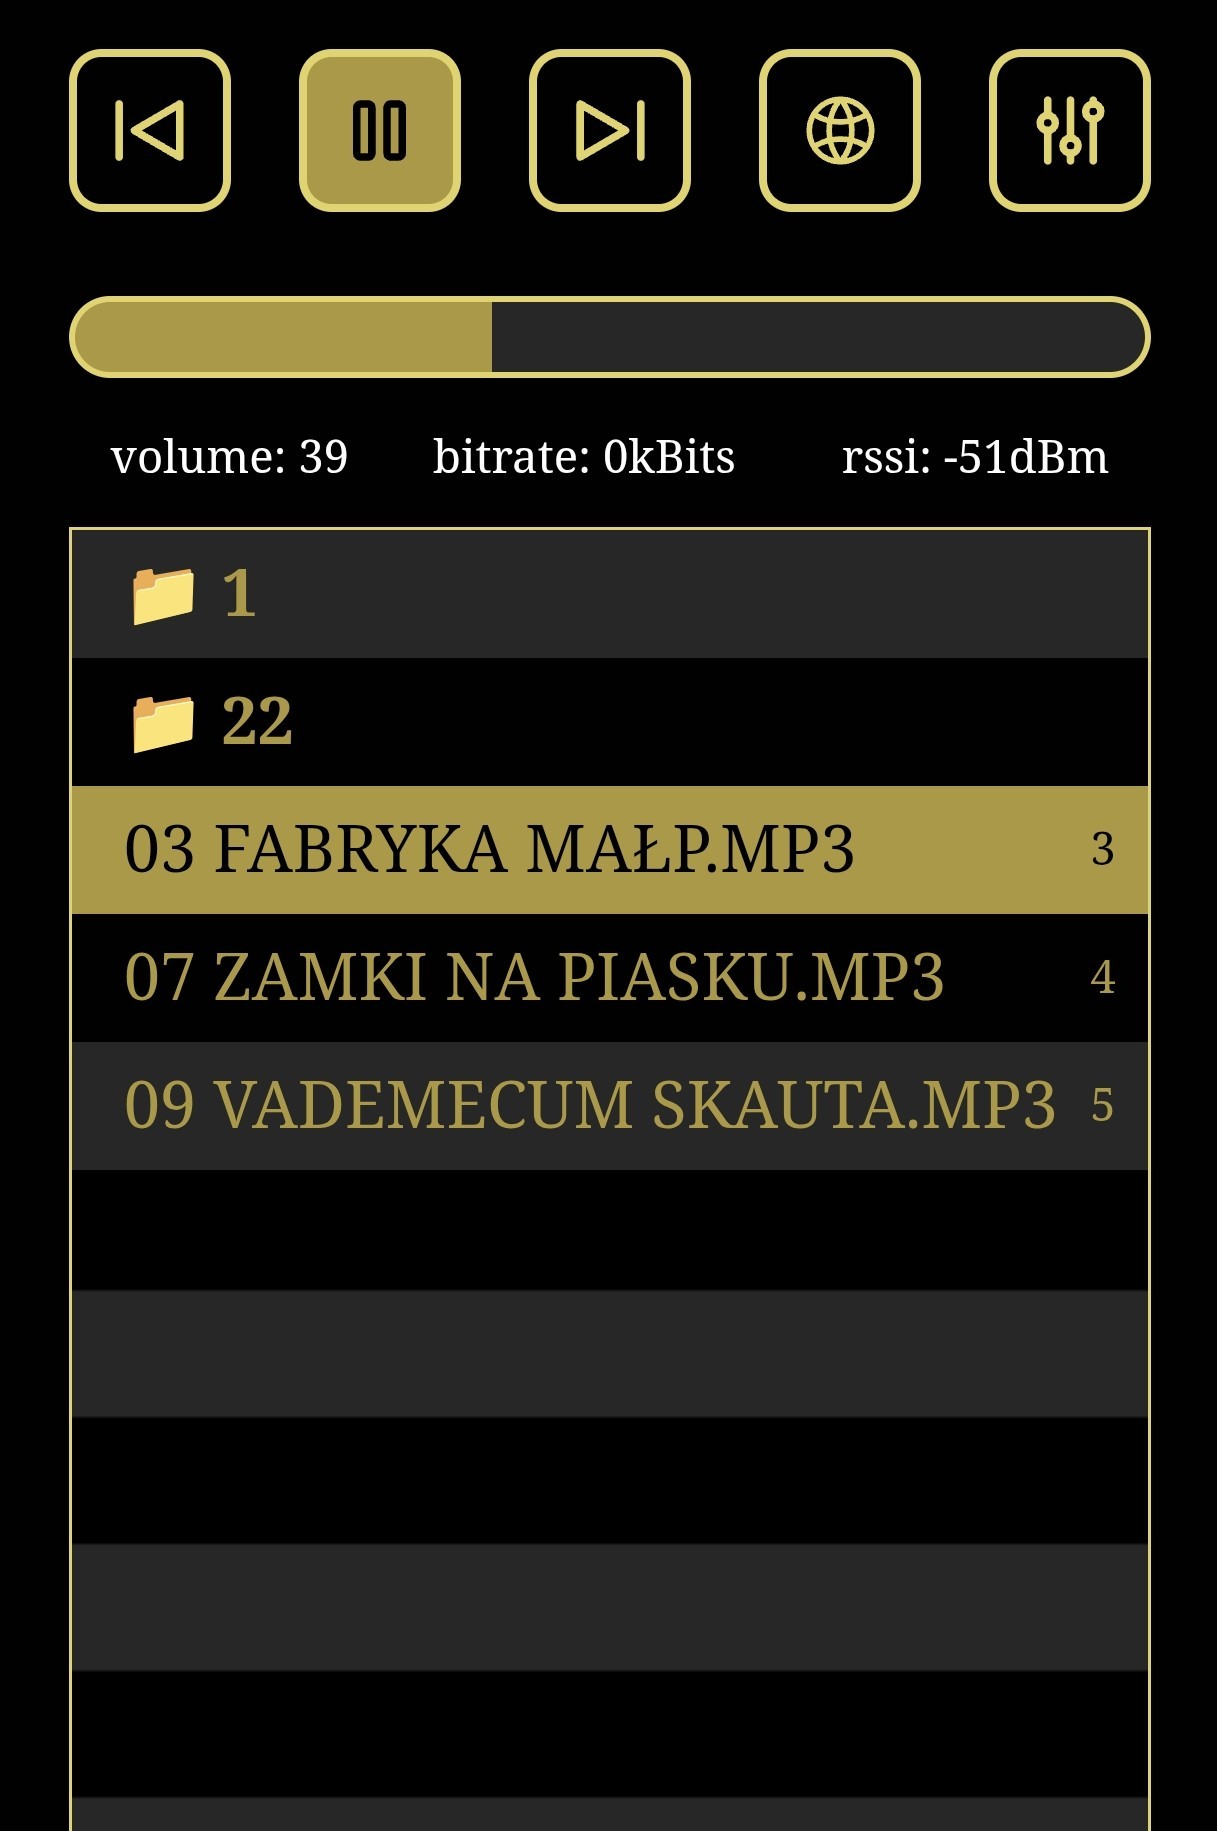 volume: 39 bitrate: 0kBits rssi: -51dBm
1
22
03 FABRYKA MAŁP.MP3 3
07 ZAMKI NA PIASKU.MP3 4
09 VADEMECUM SKAUTA.MP3 5